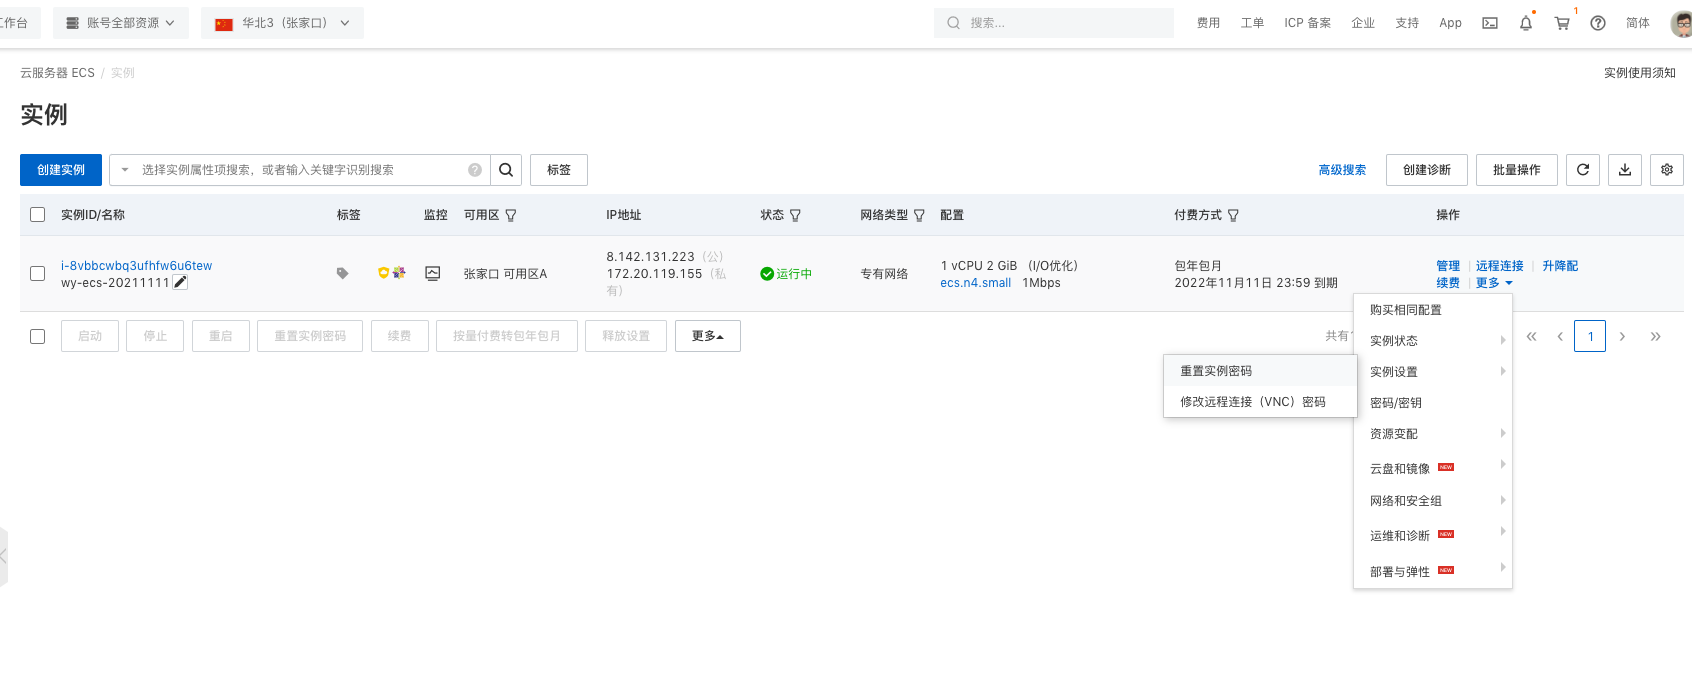 工作台
账号全部资源
华北3（张家口）
搜索...
费用
工单
ICP 备案
企业
支持
App
1
简体
云服务器 ECS / 实例
实例使用须知
实例
创建实例
选择实例属性项搜索，或者输入关键字识别搜索
标签
高级搜索
创建诊断
批量操作
实例ID/名称
标签
监控
可用区
IP地址
状态
网络类型
配置
付费方式
操作
i-8vbbcwbq3ufhfw6u6tew
wy-ecs-20211111
张家口 可用区A
8.142.131.223（公）
172.20.119.155（私
有）
运行中
专有网络
1 vCPU 2 GiB （I/O优化）
ecs.n4.small 1Mbps
包年包月
2022年11月11日 23:59 到期
管理
远程连接
升降配
续费
更多
启动
停止
重启
重置实例密码
续费
按量付费转包年包月
释放设置
更多
共有1
1
购买相同配置
实例状态
实例设置
密码/密钥
资源变配
云盘和镜像 NEW
网络和安全组
运维和诊断 NEW
部署与弹性 NEW
重置实例密码
修改远程连接（VNC）密码